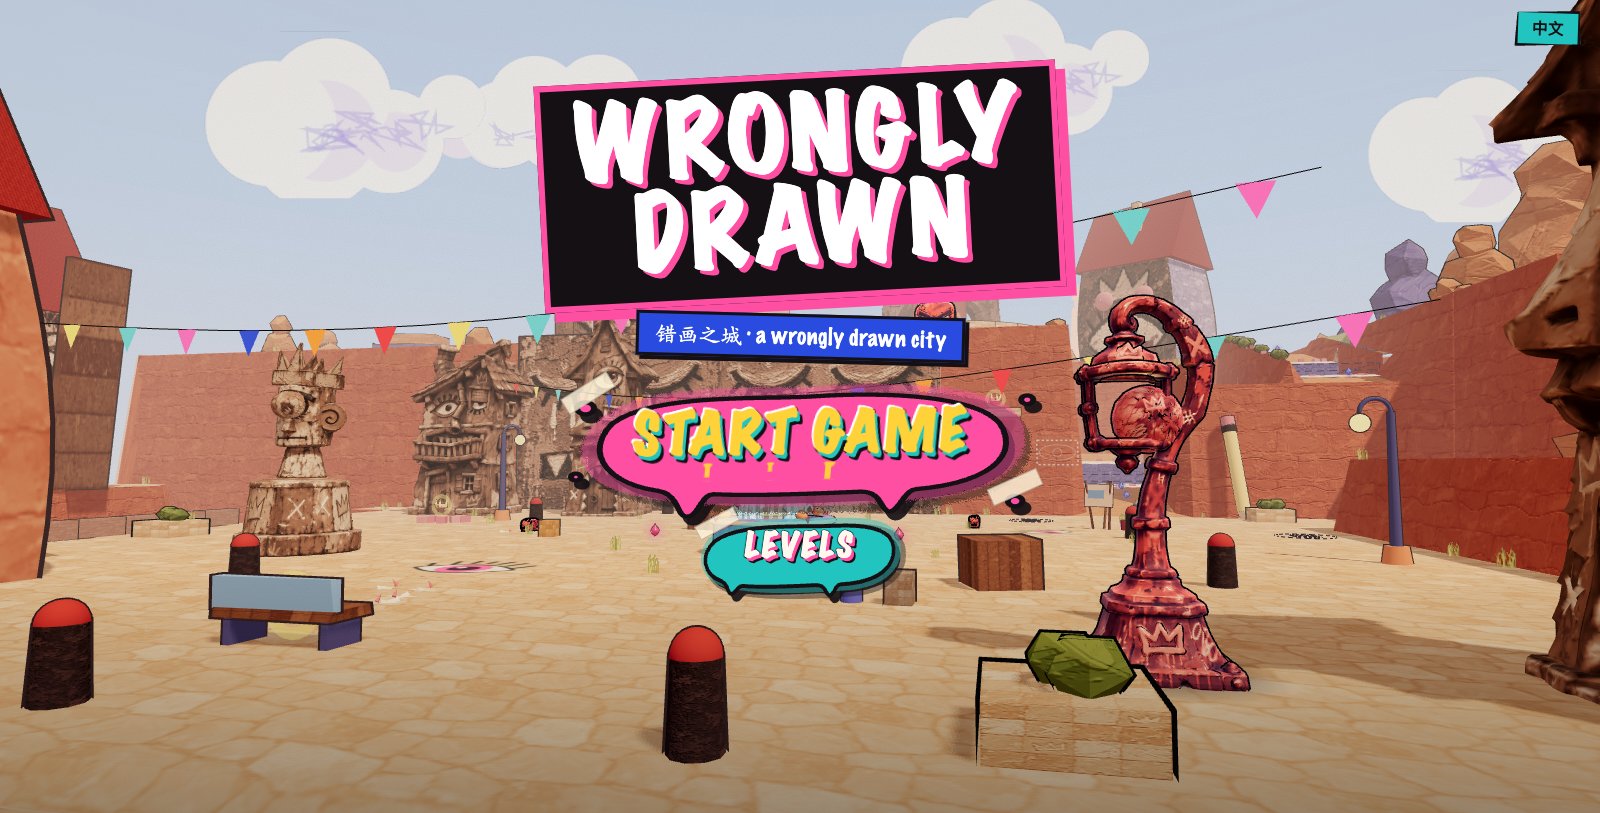 中文
WRONGLY
DRAWN
错画之城 · a wrongly drawn city
START GAME
LEVELS